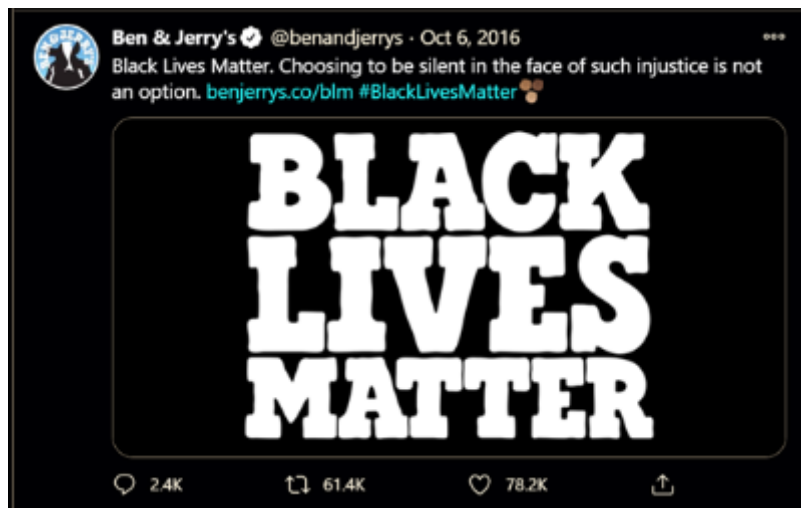 Ben & Jerry's @benandjerrys · Oct 6, 2016
Black Lives Matter. Choosing to be silent in the face of such injustice is not
an option. benjerrys.co/blm #BlackLivesMatter
BLACK
LIVES
MATTER
2.4K 61.4K 78.2K